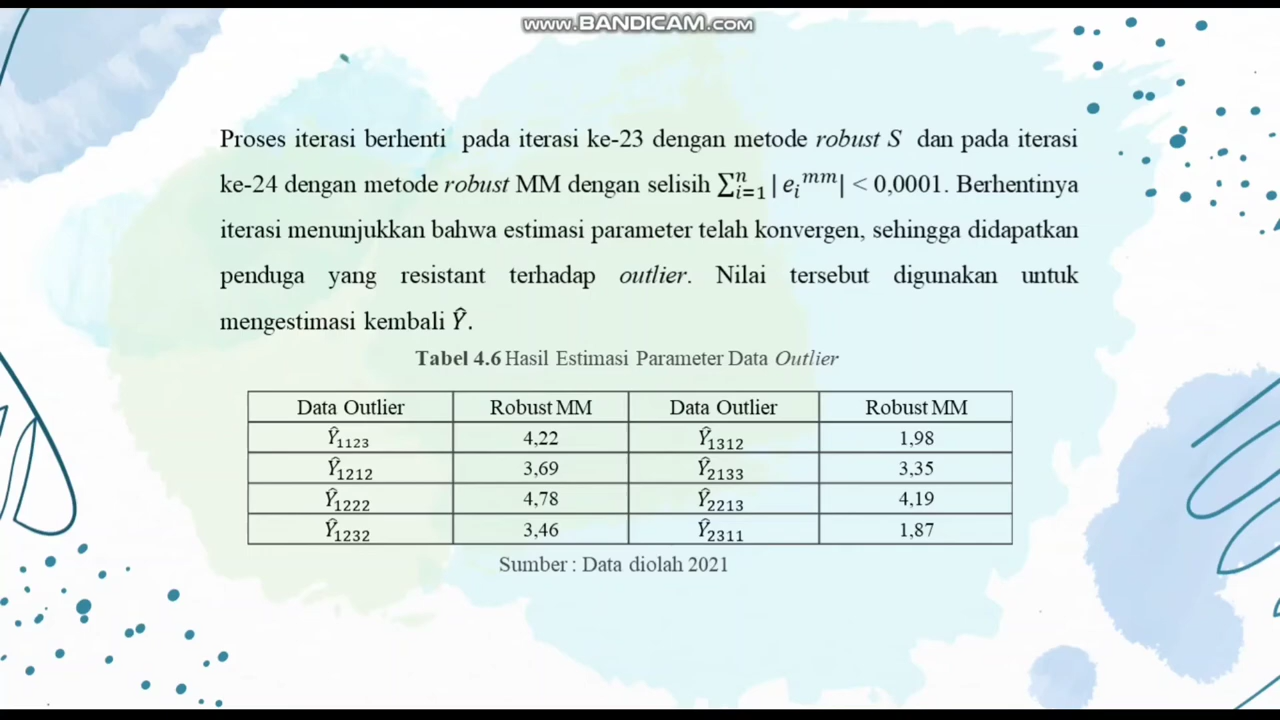 www.BANDICAM.com
Proses iterasi berhenti pada iterasi ke-23 dengan metode robust S dan pada iterasi
ke-24 dengan metode robust MM dengan selisih ∑ⁿᵢ₌₁ | eᵢᵐᵐ| < 0,0001. Berhentinya
iterasi menunjukkan bahwa estimasi parameter telah konvergen, sehingga didapatkan
penduga yang resistant terhadap outlier. Nilai tersebut digunakan untuk
mengestimasi kembali Ŷ.
Tabel 4.6 Hasil Estimasi Parameter Data Outlier
Data Outlier Robust MM Data Outlier Robust MM
Ŷ₁₁₂₃ 4,22 Ŷ₁₃₁₂ 1,98
Ŷ₁₂₁₂ 3,69 Ŷ₂₁₃₃ 3,35
Ŷ₁₂₂₂ 4,78 Ŷ₂₂₁₃ 4,19
Ŷ₁₂₃₂ 3,46 Ŷ₂₃₁₁ 1,87
Sumber : Data diolah 2021